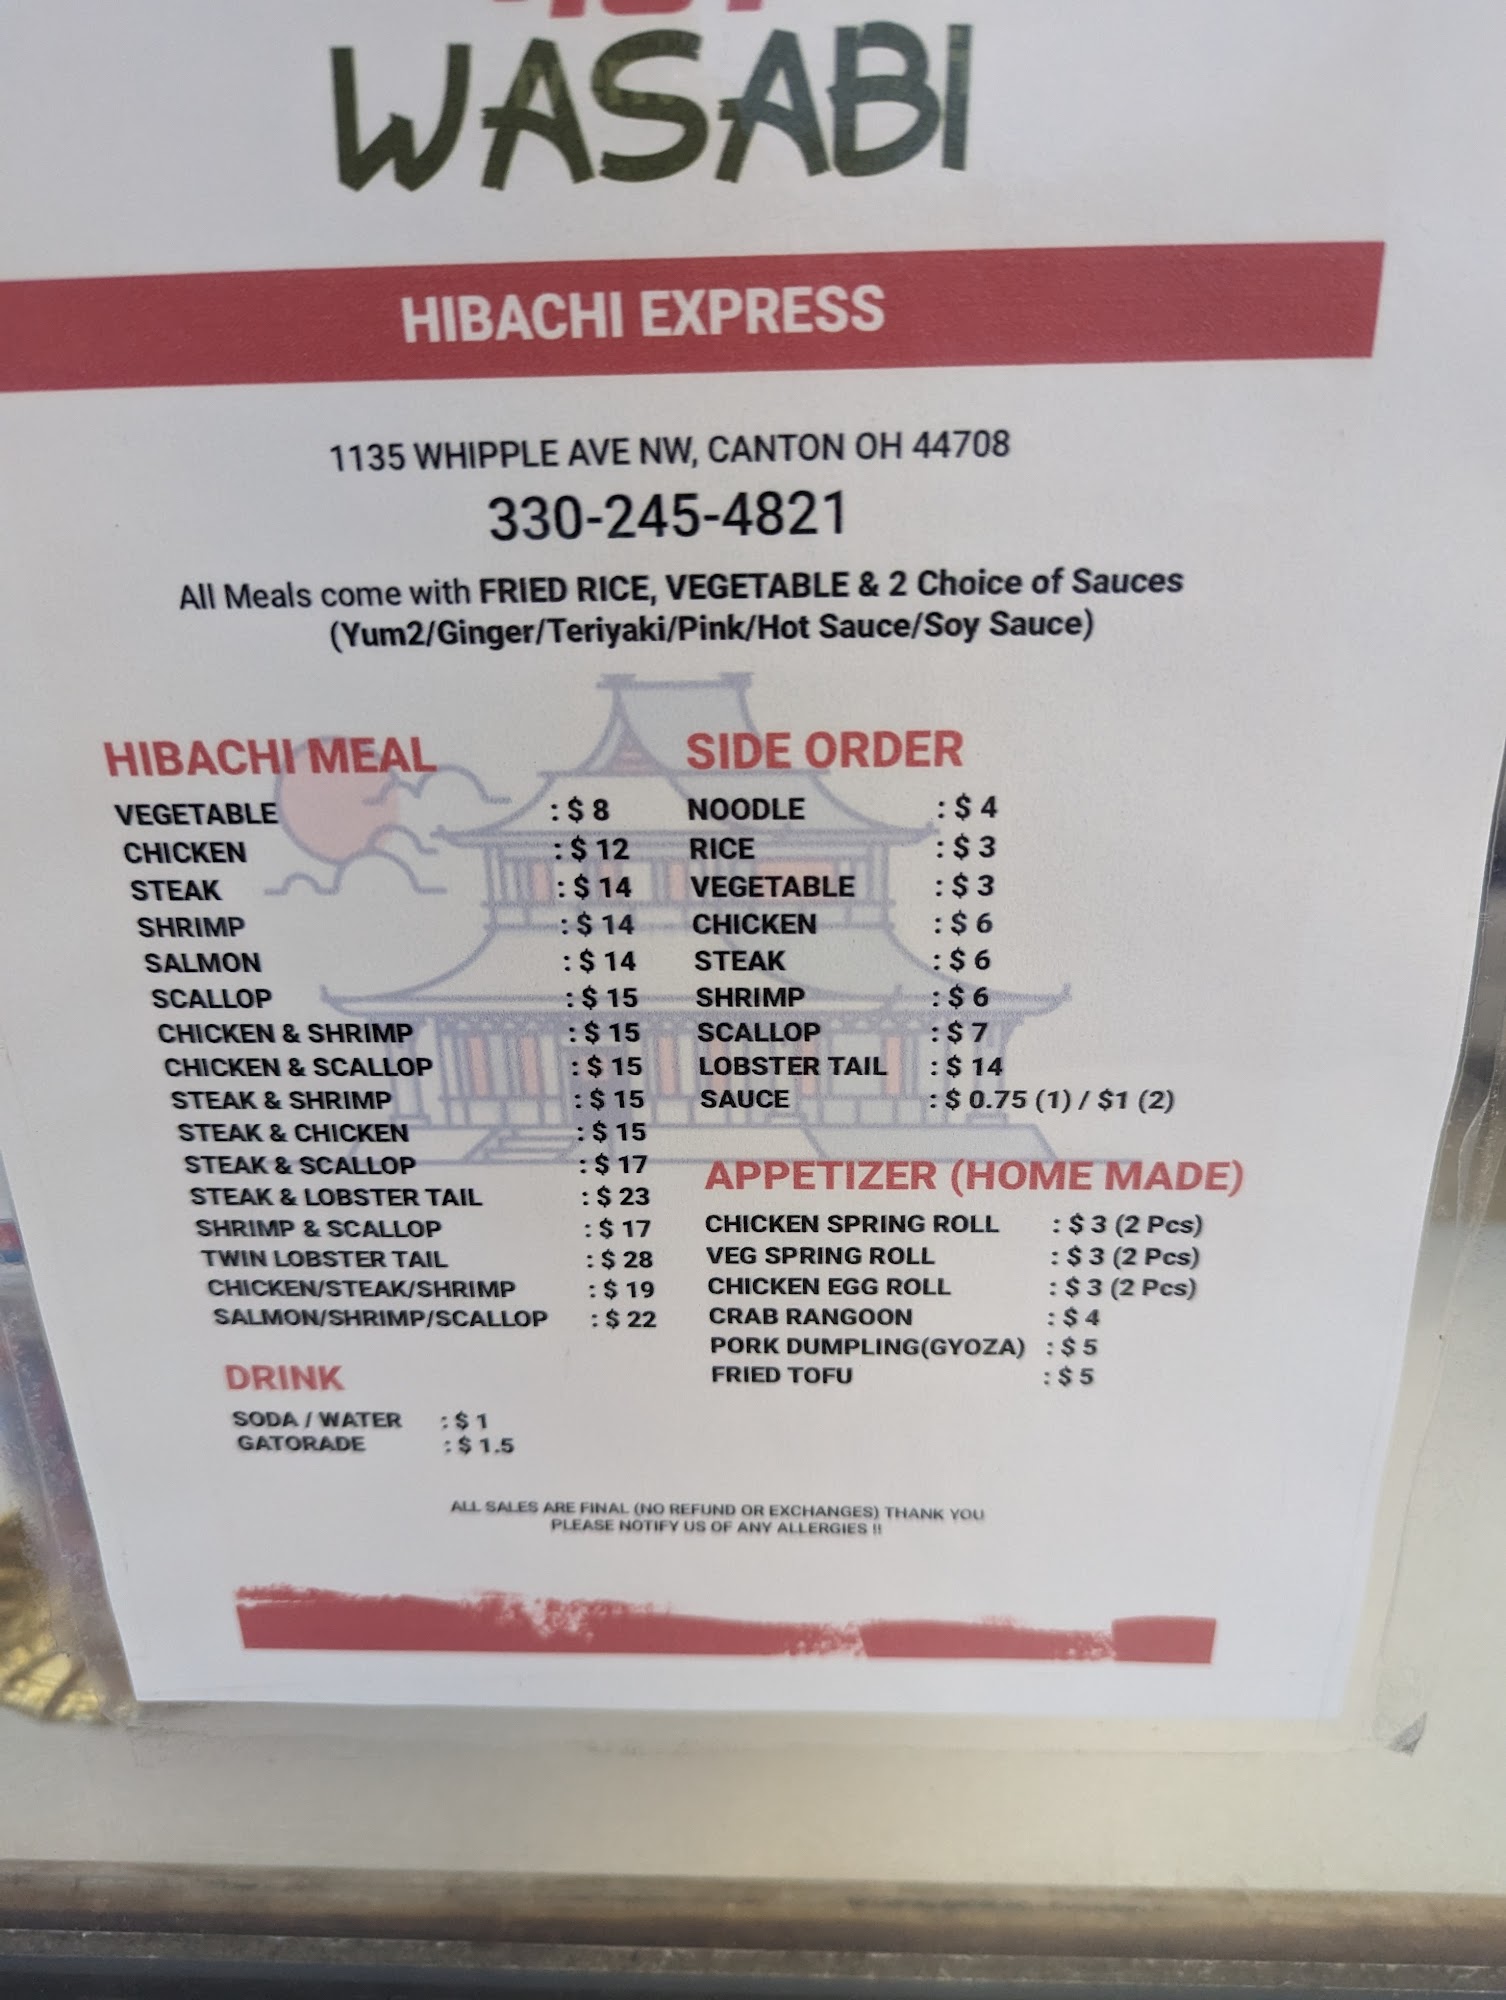 WASABI
HIBACHI EXPRESS
1135 WHIPPLE AVE NW, CANTON OH 44708
330-245-4821
All Meals come with FRIED RICE, VEGETABLE & 2 Choice of Sauces
(Yum2/Ginger/Teriyaki/Pink/Hot Sauce/Soy Sauce)
HIBACHI MEAL
VEGETABLE : $ 8
CHICKEN : $ 12
STEAK : $ 14
SHRIMP : $ 14
SALMON : $ 14
SCALLOP : $ 15
CHICKEN & SHRIMP : $ 15
CHICKEN & SCALLOP : $ 15
STEAK & SHRIMP : $ 15
STEAK & CHICKEN : $ 15
STEAK & SCALLOP : $ 17
STEAK & LOBSTER TAIL : $ 23
SHRIMP & SCALLOP : $ 17
TWIN LOBSTER TAIL : $ 28
CHICKEN/STEAK/SHRIMP : $ 19
SALMON/SHRIMP/SCALLOP : $ 22
DRINK
SODA / WATER : $ 1
GATORADE : $ 1.5
SIDE ORDER
NOODLE : $ 4
RICE : $ 3
VEGETABLE : $ 3
CHICKEN : $ 6
STEAK : $ 6
SHRIMP : $ 6
SCALLOP : $ 7
LOBSTER TAIL : $ 14
SAUCE : $ 0.75 (1) / $1 (2)
APPETIZER (HOME MADE)
CHICKEN SPRING ROLL : $ 3 (2 Pcs)
VEG SPRING ROLL : $ 3 (2 Pcs)
CHICKEN EGG ROLL : $ 3 (2 Pcs)
CRAB RANGOON : $ 4
PORK DUMPLING(GYOZA) : $ 5
FRIED TOFU : $ 5
ALL SALES ARE FINAL (NO REFUND OR EXCHANGES) THANK YOU
PLEASE NOTIFY US OF ANY ALLERGIES !!